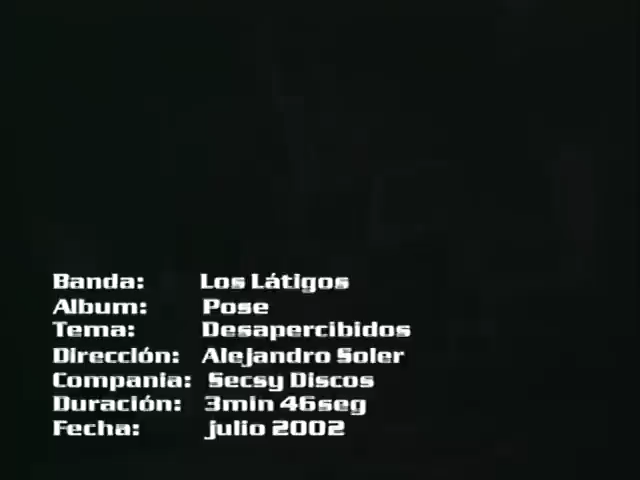 Banda: Los Látigos
Album: Pose
Tema: Desapercibidos
Dirección: Alejandro Soler
Compania: Secsy Discos
Duración: 3min 46seg
Fecha: julio 2002